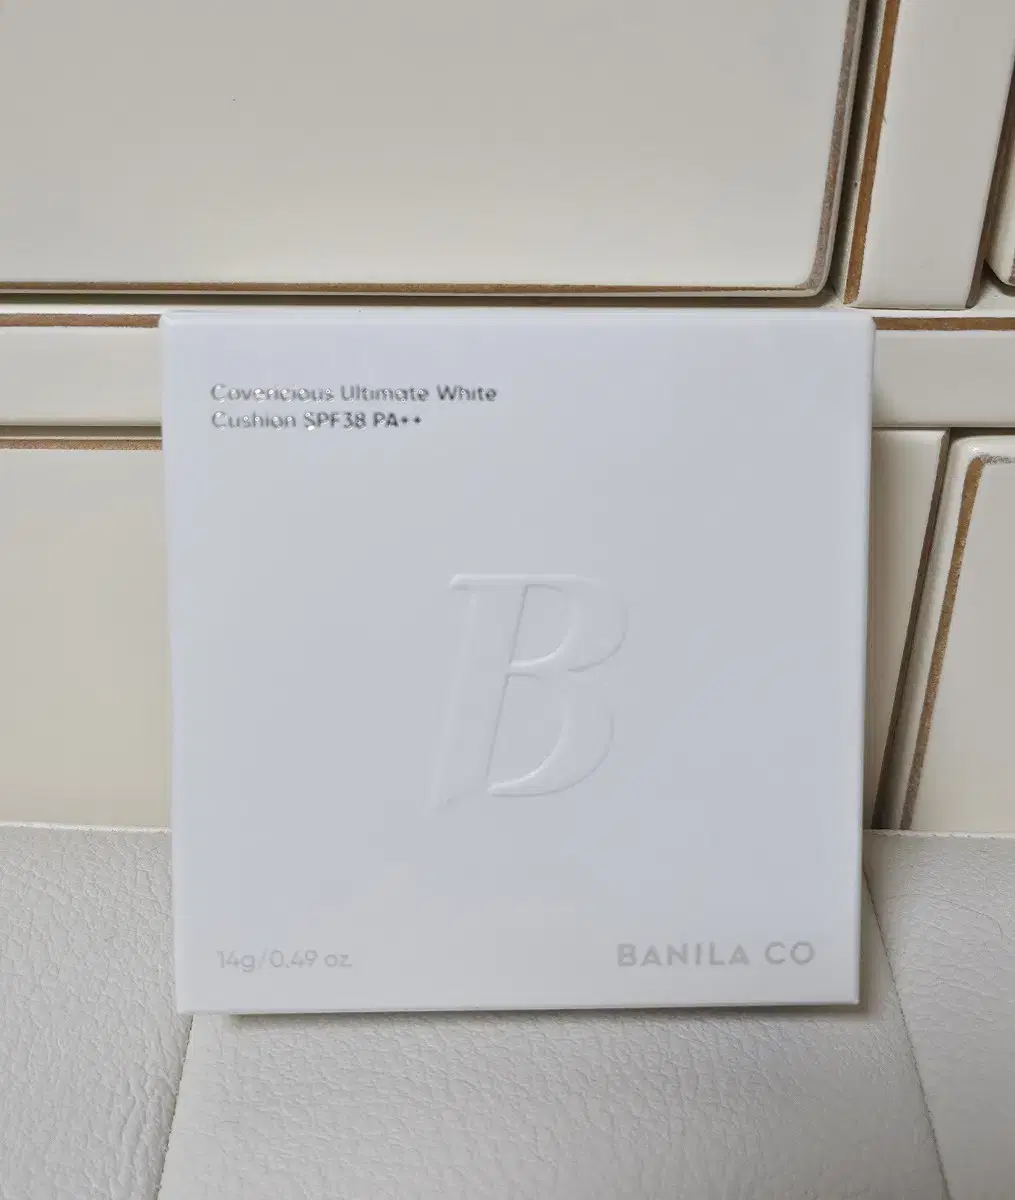 Covericious Ultimate White
Cushion SPF38 PA++
B
14g/0.49 oz.
BANILA CO